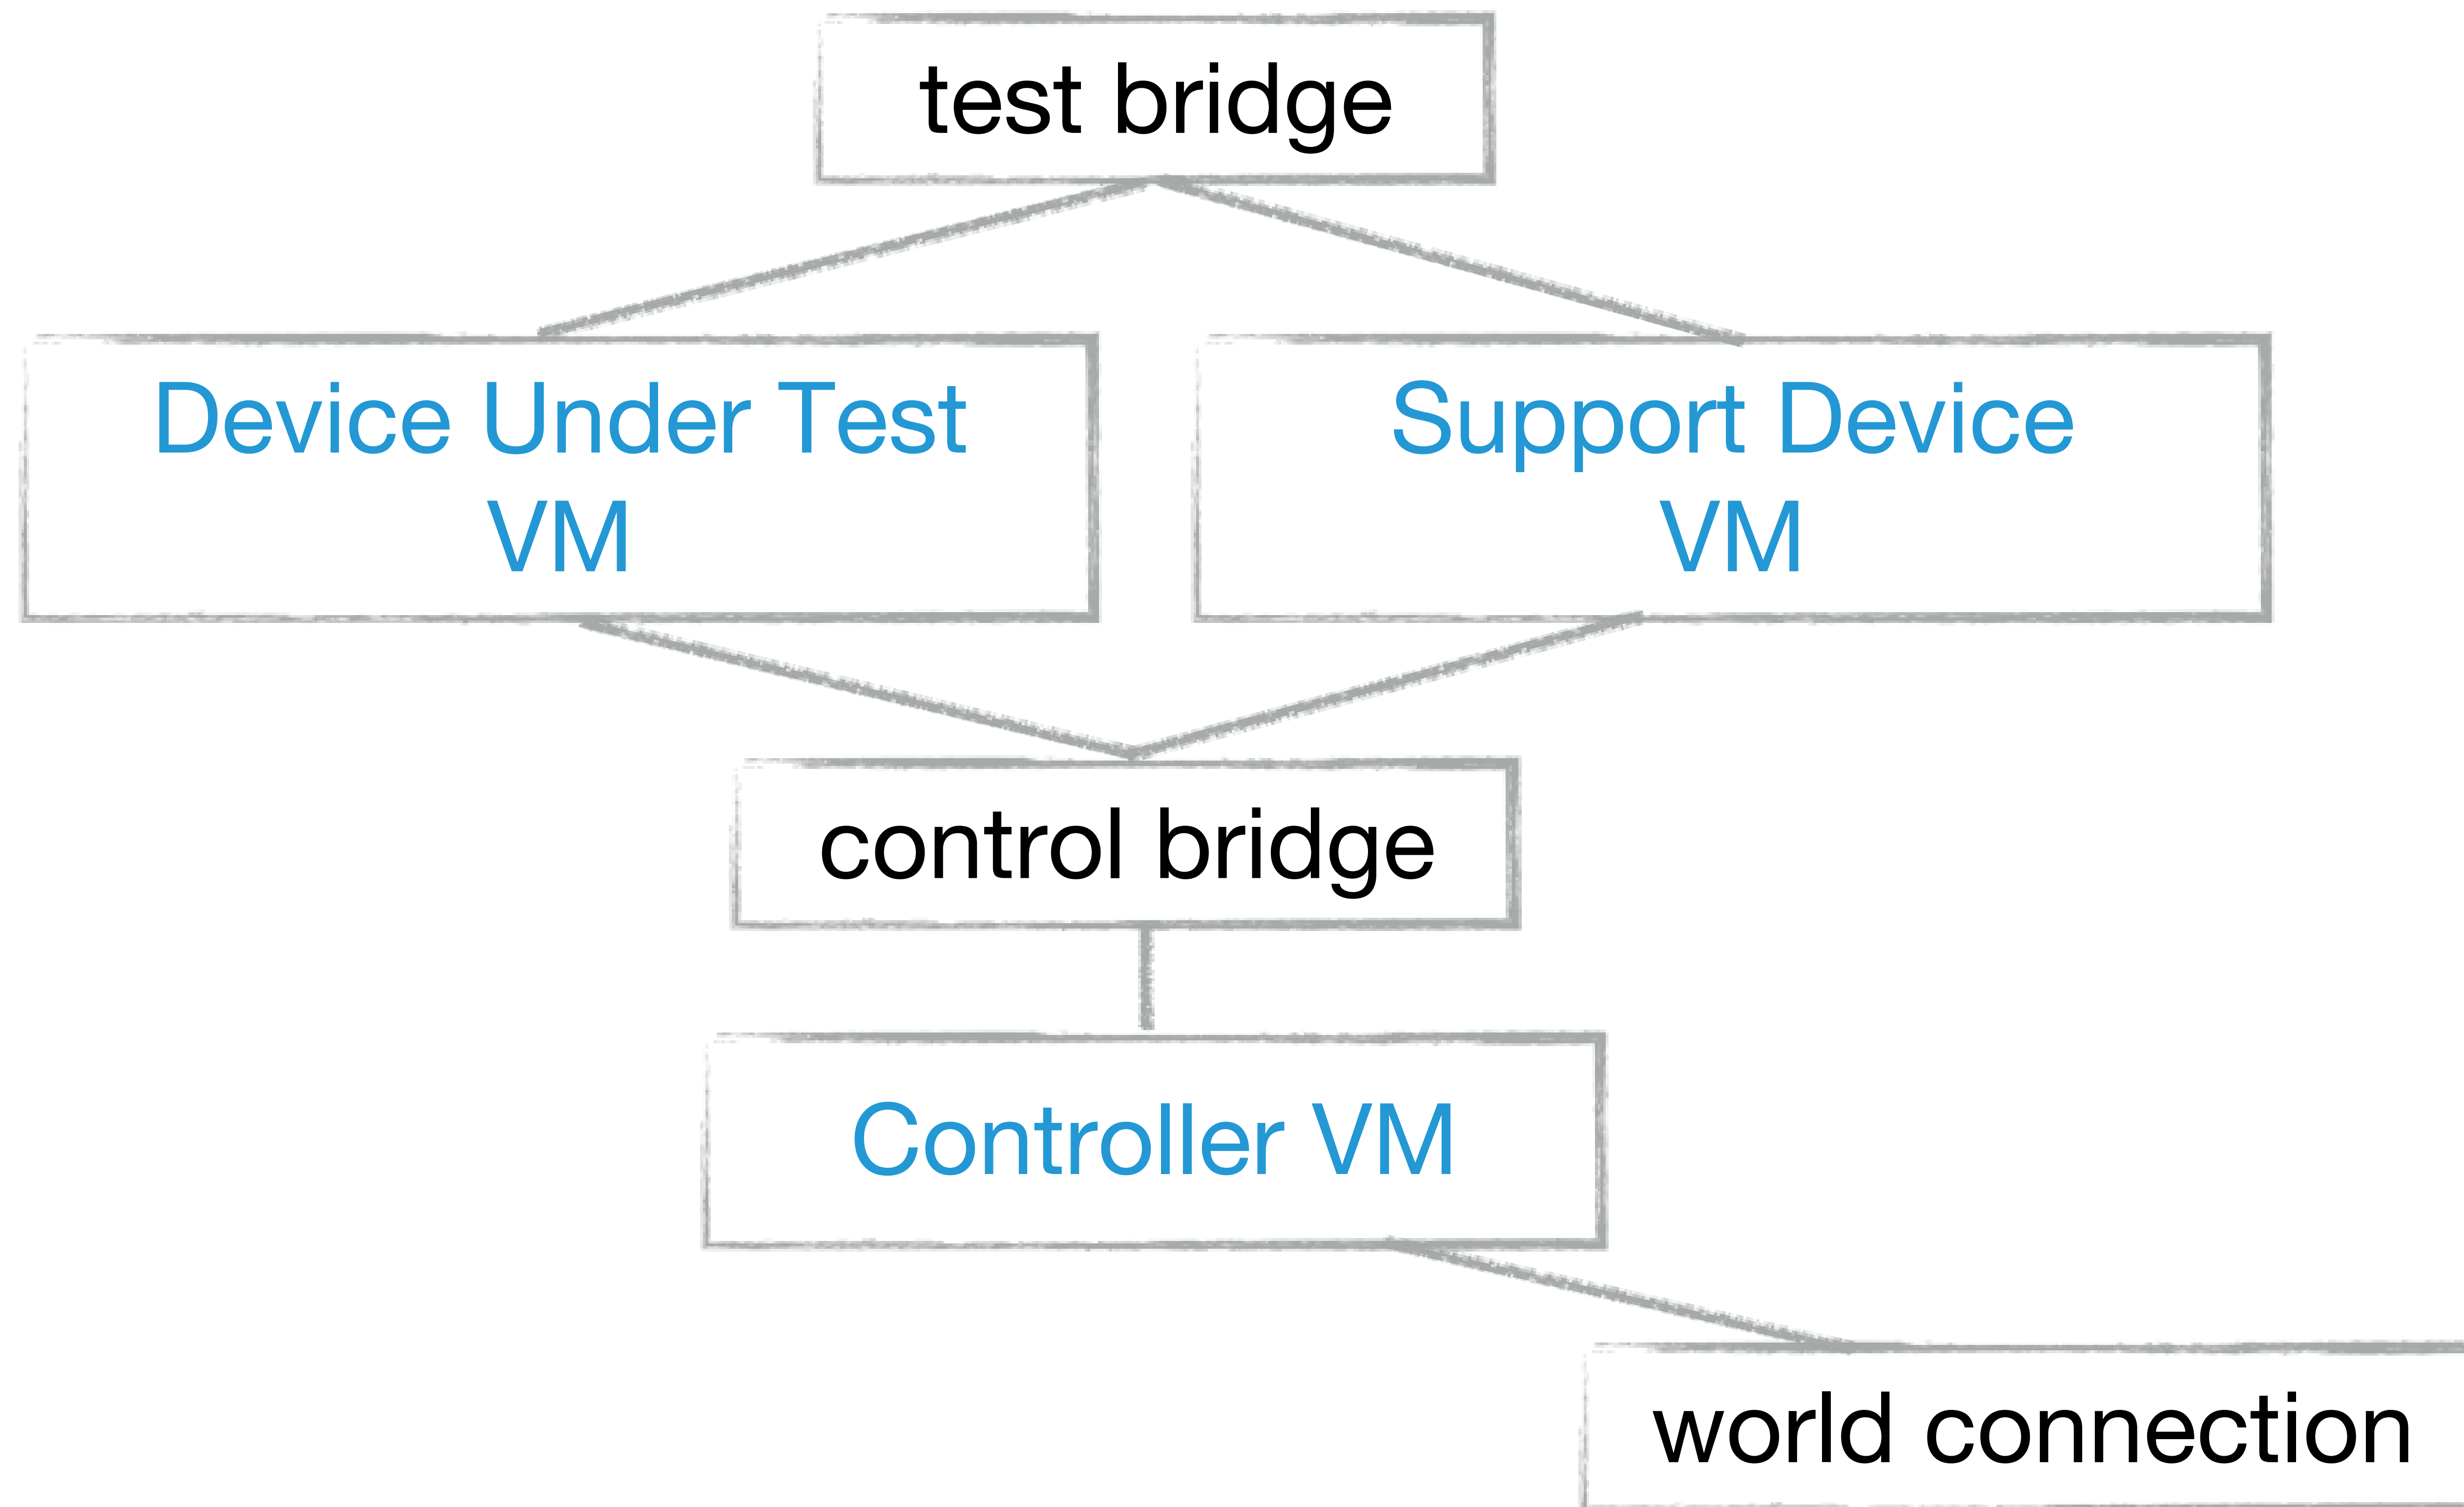 test bridge
Device Under Test
VM
Support Device
VM
control bridge
Controller VM
world connection